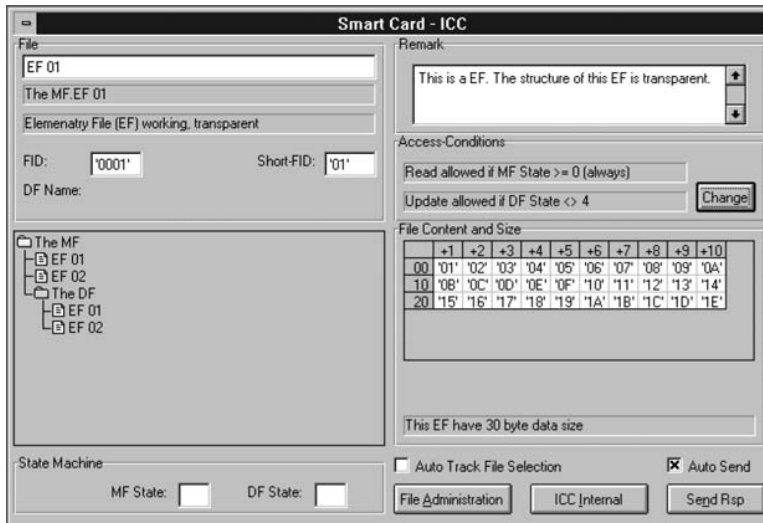 Smart Card - ICC
File
EF 01
The MF.EF 01
Elemenatry File (EF) working, transparent
FID: '0001' Short-FID: '01'
DF Name:
The MF
EF 01
EF 02
The DF
EF 01
EF 02
State Machine
MF State: DF State:
Remark
This is a EF. The structure of this EF is transparent.
Access-Conditions
Read allowed if MF State >= 0 (always)
Update allowed if DF State <> 4
Change
File Content and Size
+1 +2 +3 +4 +5 +6 +7 +8 +9 +10
00 '01' '02' '03' '04' '05' '06' '07' '08' '09' '0A'
10 '0B' '0C' '0D' '0E' '0F' '10' '11' '12' '13' '14'
20 '15' '16' '17' '18' '19' '1A' '1B' '1C' '1D' '1E'
This EF have 30 byte data size
Auto Track File Selection Auto Send
File Administration ICC Internal Send Rsp